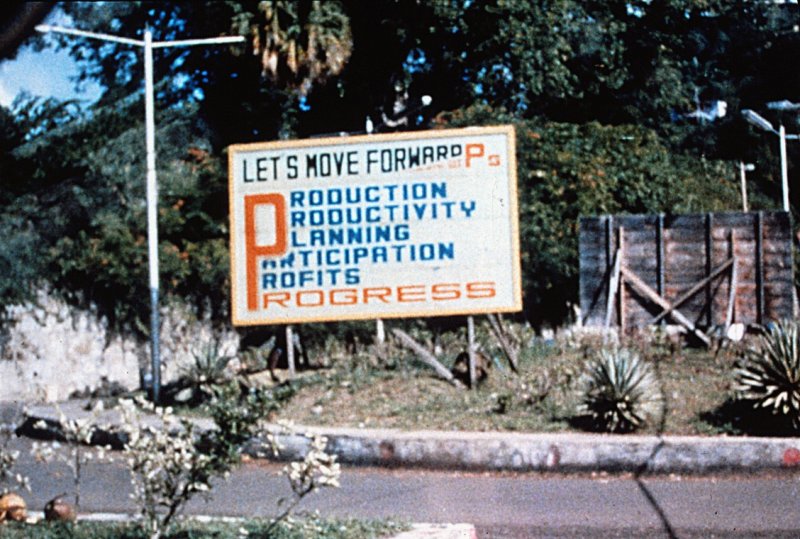 LET'S MOVE FORWARD Ps
PRODUCTION
PRODUCTIVITY
PLANNING
PARTICIPATION
PROFITS
PROGRESS